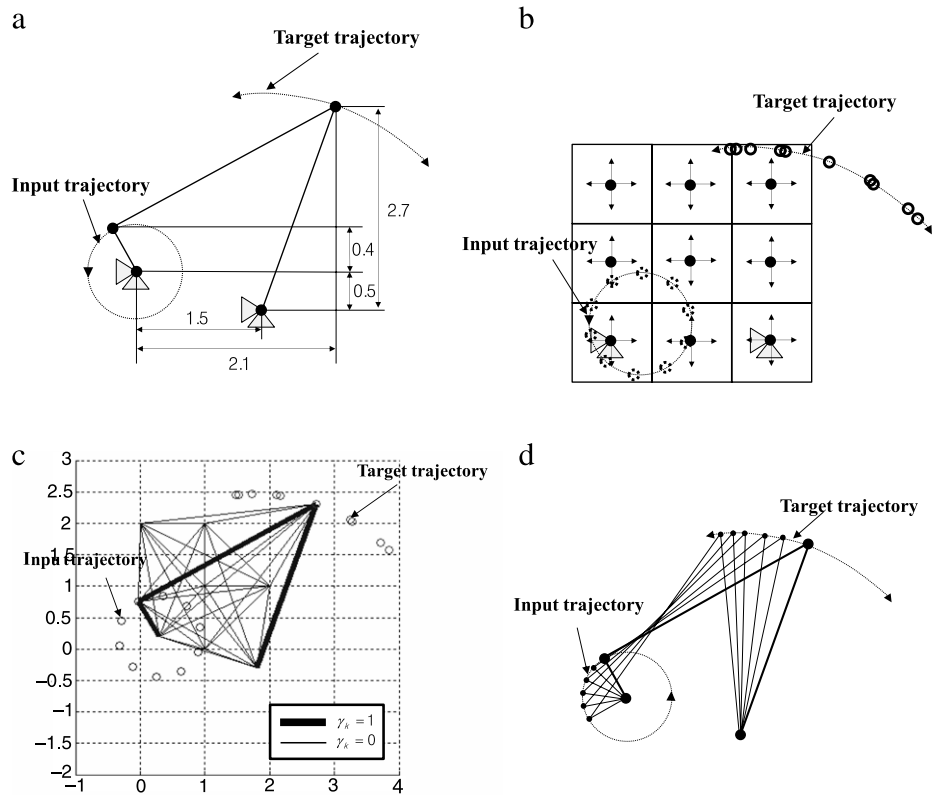 a
Target trajectory
Input trajectory
2.7
0.4
0.5
1.5
2.1
b
Target trajectory
Input trajectory
c
3
2.5
2
1.5
1
0.5
0
−0.5
−1
−1.5
−2
−1
0
1
2
3
4
Target trajectory
Input trajectory
γk = 1
γk = 0
d
Target trajectory
Input trajectory